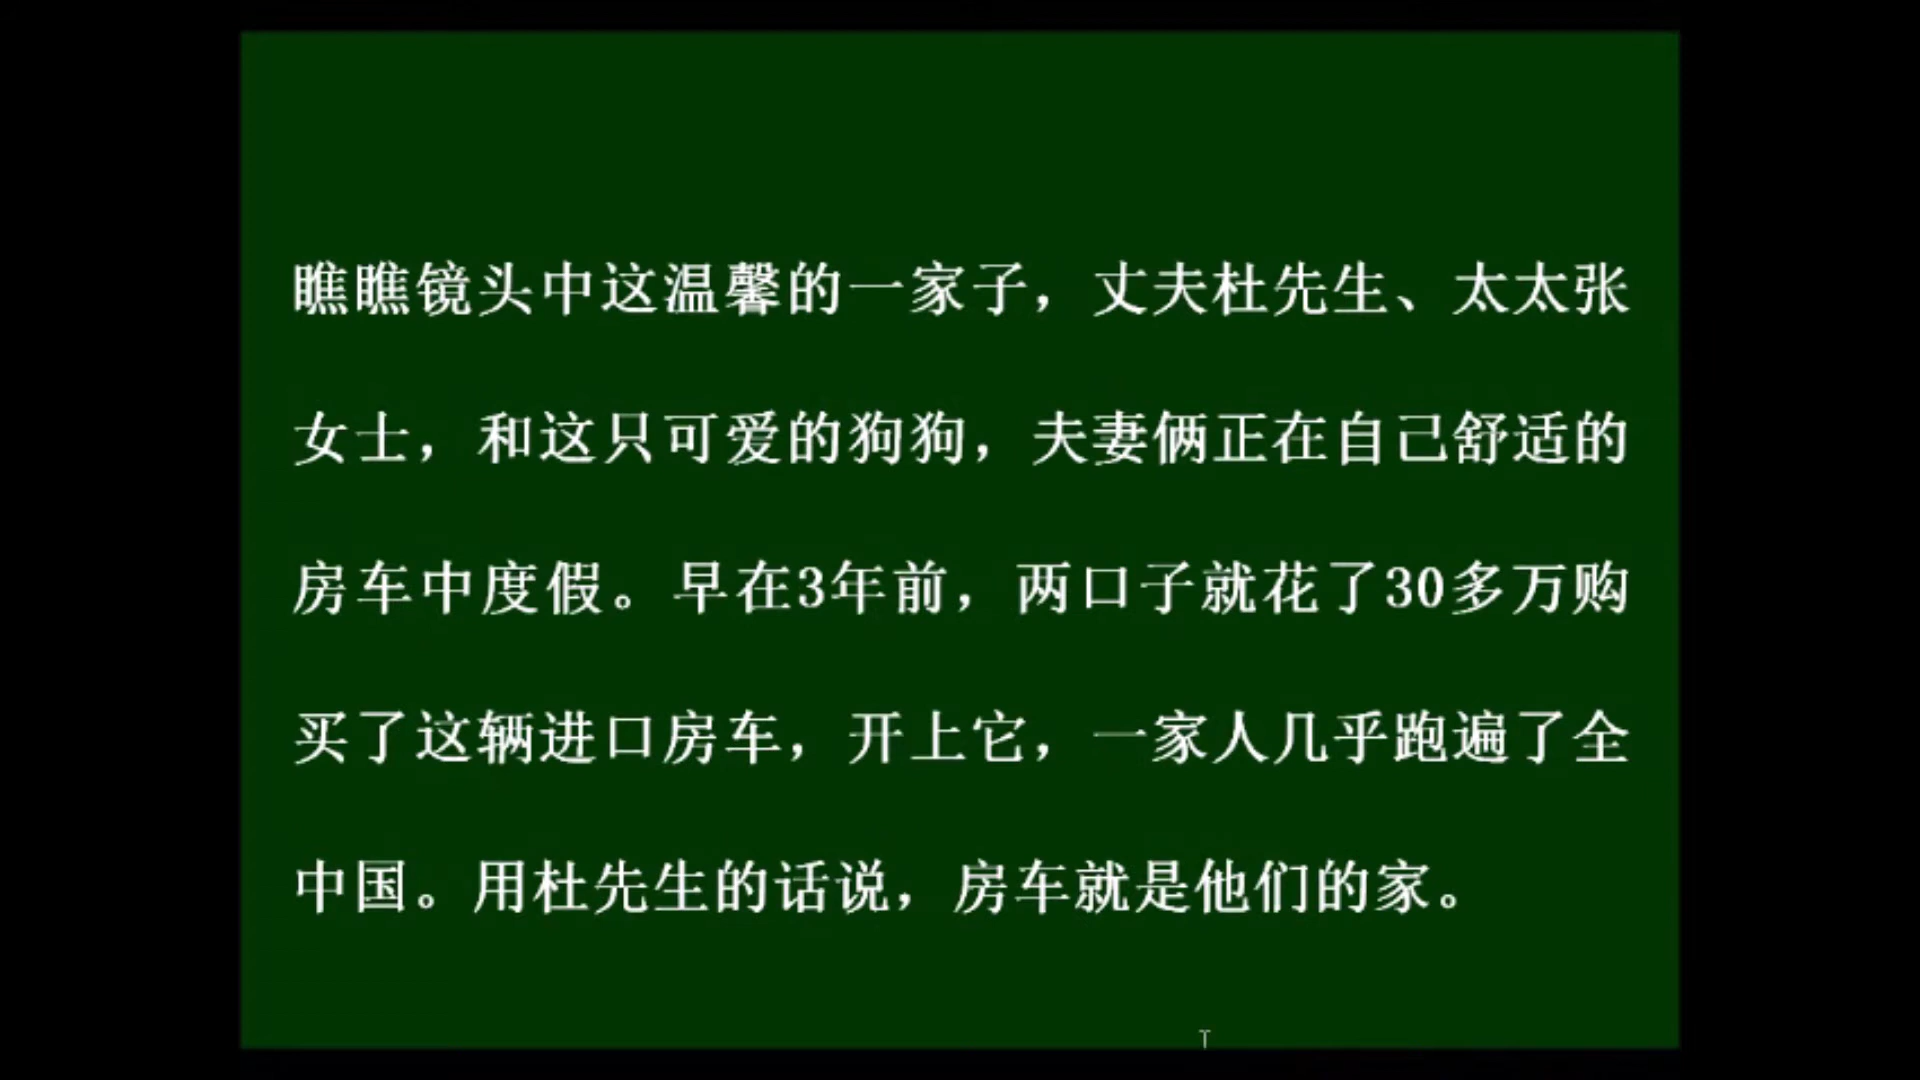 瞧瞧镜头中这温馨的一家子，丈夫杜先生、太太张
女士，和这只可爱的狗狗，夫妻俩正在自己舒适的
房车中度假。早在3年前，两口子就花了30多万购
买了这辆进口房车，开上它，一家人几乎跑遍了全
中国。用杜先生的话说，房车就是他们的家。